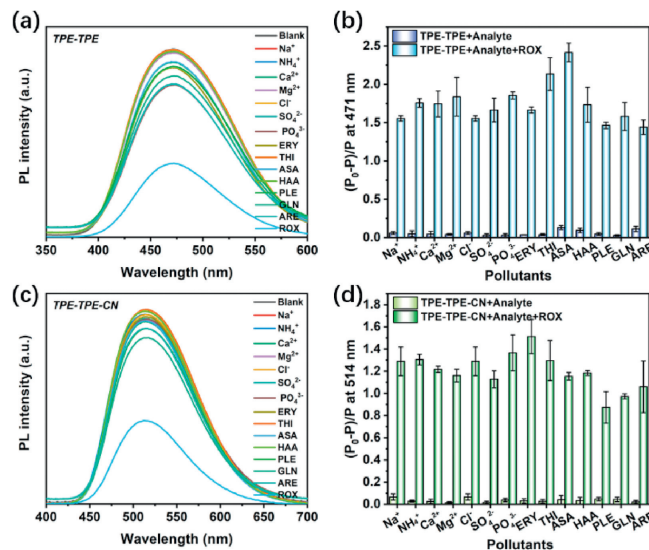 (a)
TPE-TPE
Blank
Na⁺
NH₄⁺
Ca²⁺
Mg²⁺
Cl⁻
SO₄²⁻
PO₄³⁻
ERY
THI
ASA
HAA
PLE
GLN
ARE
ROX
PL intensity (a.u.)
350 400 450 500 550 600
Wavelength (nm)
(b)
TPE-TPE+Analyte
TPE-TPE+Analyte+ROX
(P₀-P)/P at 471 nm
2.5
2.0
1.5
1.0
0.5
0.0
Na⁺ NH₄⁺ Ca²⁺ Mg²⁺ Cl⁻ SO₄²⁻ PO₄³⁻ ERY THI ASA HAA PLE GLN ARE
Pollutants
(c)
TPE-TPE-CN
Blank
Na⁺
NH₄⁺
Ca²⁺
Mg²⁺
Cl⁻
SO₄²⁻
PO₄³⁻
ERY
THI
ASA
HAA
PLE
GLN
ARE
ROX
PL intensity (a.u.)
400 450 500 550 600 650 700
Wavelength (nm)
(d)
TPE-TPE-CN+Analyte
TPE-TPE-CN+Analyte+ROX
(P₀-P)/P at 514 nm
1.8
1.6
1.4
1.2
1.0
0.8
0.6
0.4
0.2
0.0
Na⁺ NH₄⁺ Ca²⁺ Mg²⁺ Cl⁻ SO₄²⁻ PO₄³⁻ ERY THI ASA HAA PLE GLN ARE
Pollutants